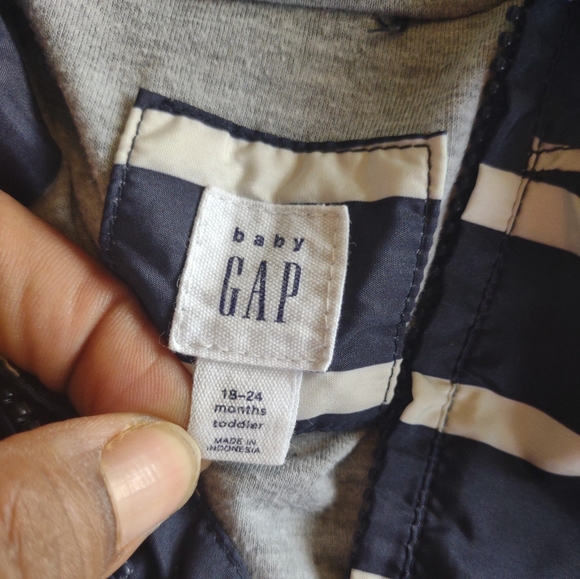 baby
GAP
18-24
months
toddler
MADE IN
INDONESIA